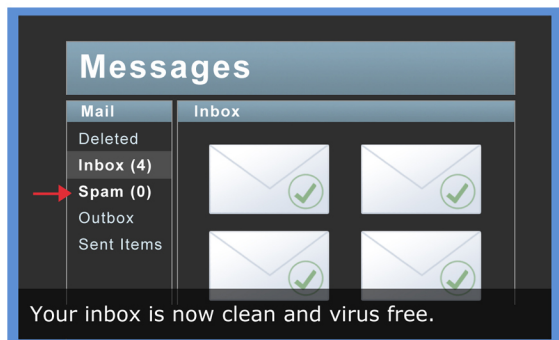 Messages
Mail
Inbox
Deleted
Inbox (4)
Spam (0)
Outbox
Sent Items
Your inbox is now clean and virus free.